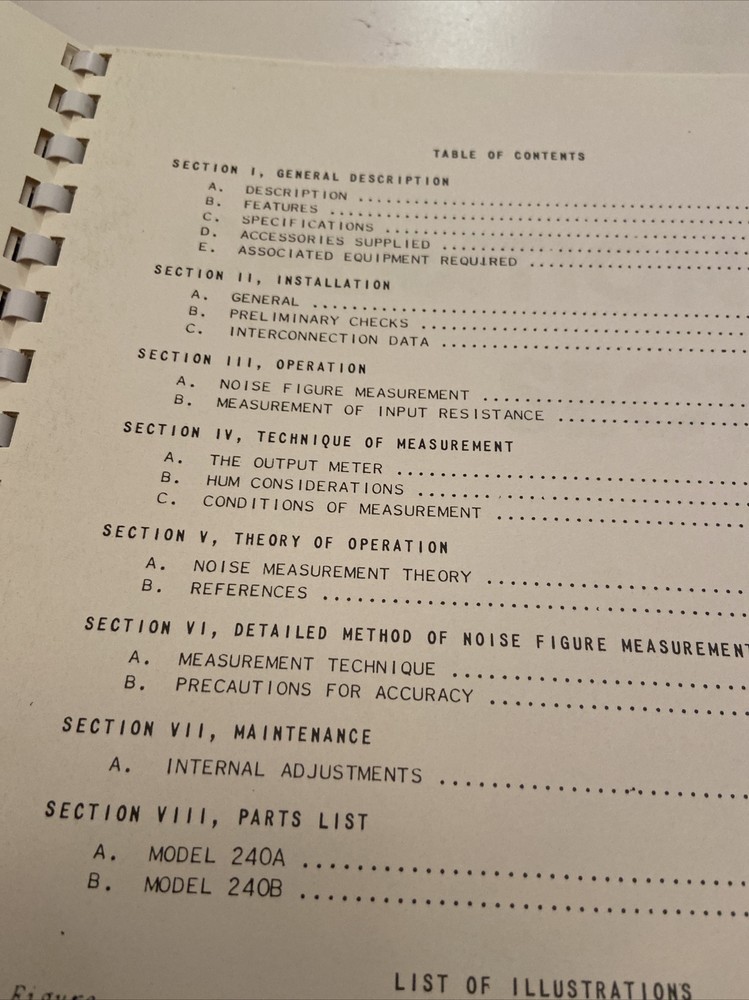 TABLE OF CONTENTS
SECTION I, GENERAL DESCRIPTION
A. DESCRIPTION ....................
B. FEATURES ....................
C. SPECIFICATIONS ....................
D. ACCESSORIES SUPPLIED ....................
E. ASSOCIATED EQUIPMENT REQUIRED ....................
SECTION II, INSTALLATION
A. GENERAL ....................
B. PRELIMINARY CHECKS ....................
C. INTERCONNECTION DATA ....................
SECTION III, OPERATION
A. NOISE FIGURE MEASUREMENT ....................
B. MEASUREMENT OF INPUT RESISTANCE ....................
SECTION IV, TECHNIQUE OF MEASUREMENT
A. THE OUTPUT METER ....................
B. HUM CONSIDERATIONS ....................
C. CONDITIONS OF MEASUREMENT ....................
SECTION V, THEORY OF OPERATION
A. NOISE MEASUREMENT THEORY ....................
B. REFERENCES ....................
SECTION VI, DETAILED METHOD OF NOISE FIGURE MEASUREMENT
A. MEASUREMENT TECHNIQUE ....................
B. PRECAUTIONS FOR ACCURACY ....................
SECTION VII, MAINTENANCE
A. INTERNAL ADJUSTMENTS ....................
SECTION VIII, PARTS LIST
A. MODEL 240A ....................
B. MODEL 240B ....................
LIST OF ILLUSTRATIONS
Figure